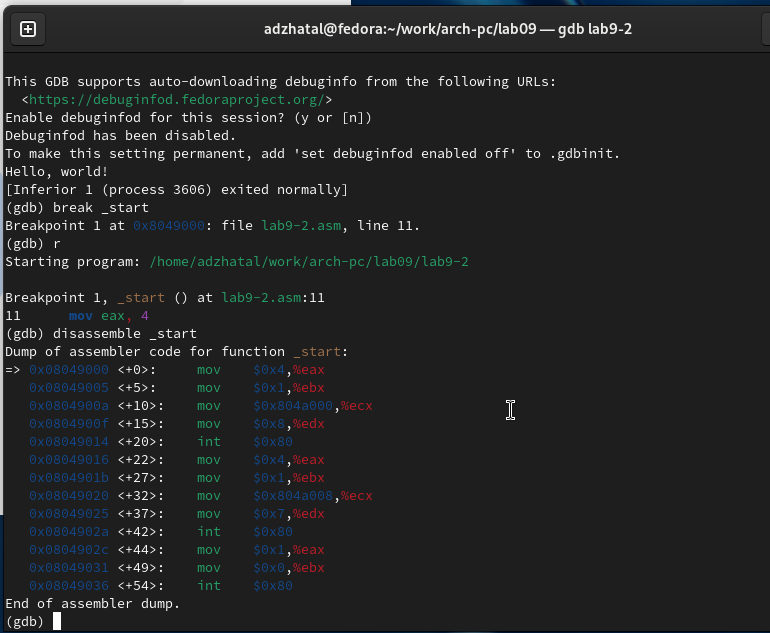 adzhatal@fedora:~/work/arch-pc/lab09 — gdb lab9-2
This GDB supports auto-downloading debuginfo from the following URLs:
  <https://debuginfod.fedoraproject.org/>
Enable debuginfod for this session? (y or [n])
Debuginfod has been disabled.
To make this setting permanent, add 'set debuginfod enabled off' to .gdbinit.
Hello, world!
[Inferior 1 (process 3606) exited normally]
(gdb) break _start
Breakpoint 1 at 0x8049000: file lab9-2.asm, line 11.
(gdb) r
Starting program: /home/adzhatal/work/arch-pc/lab09/lab9-2
Breakpoint 1, _start () at lab9-2.asm:11
11      mov eax, 4
(gdb) disassemble _start
Dump of assembler code for function _start:
=> 0x08049000 <+0>:    mov    $0x4,%eax
   0x08049005 <+5>:    mov    $0x1,%ebx
   0x0804900a <+10>:    mov    $0x804a000,%ecx
   0x0804900f <+15>:    mov    $0x8,%edx
   0x08049014 <+20>:    int    $0x80
   0x08049016 <+22>:    mov    $0x4,%eax
   0x0804901b <+27>:    mov    $0x1,%ebx
   0x08049020 <+32>:    mov    $0x804a008,%ecx
   0x08049025 <+37>:    mov    $0x7,%edx
   0x0804902a <+42>:    int    $0x80
   0x0804902c <+44>:    mov    $0x1,%eax
   0x08049031 <+49>:    mov    $0x0,%ebx
   0x08049036 <+54>:    int    $0x80
End of assembler dump.
(gdb)